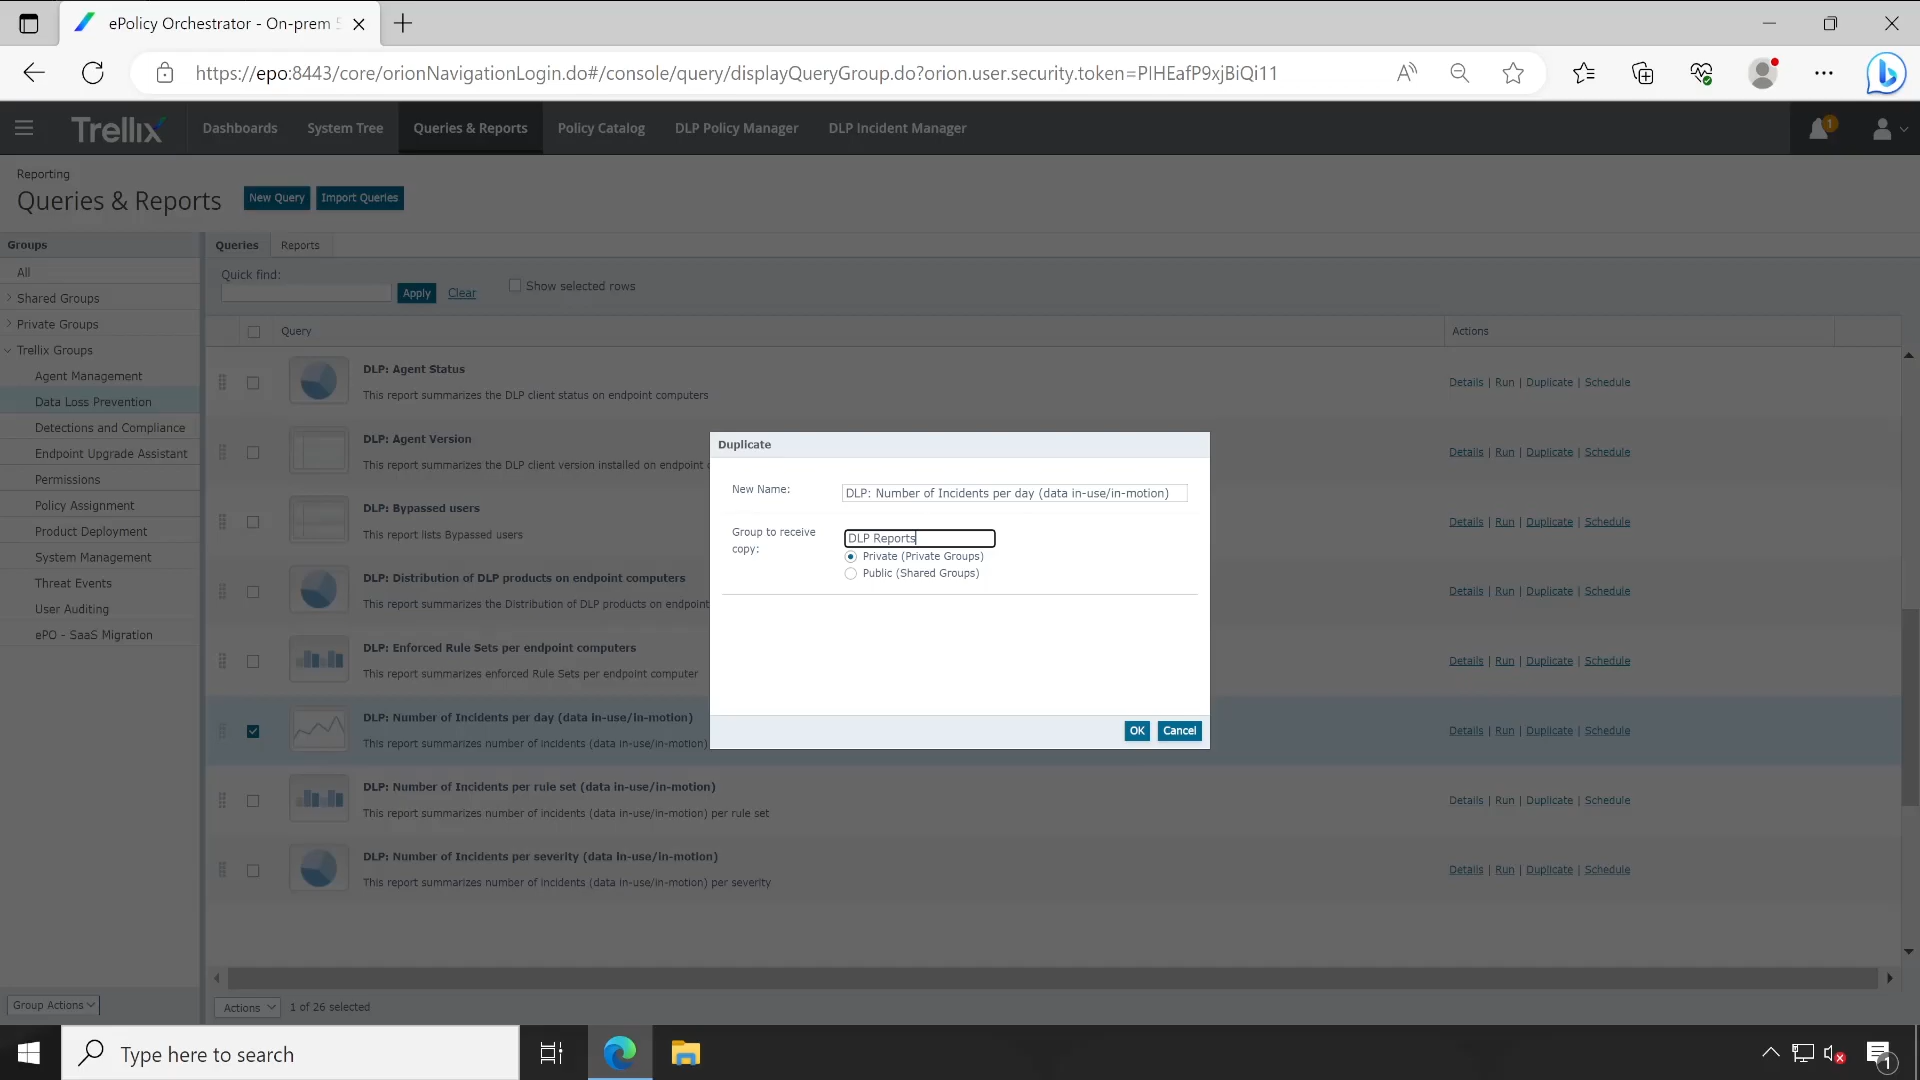 ePolicy Orchestrator - On-prem 5
https://epo:8443/core/orionNavigationLogin.do#/console/query/displayQueryGroup.do?orion.user.security.token=PIHEafP9xjBiQi11
Trellix
Dashboards
System Tree
Queries & Reports
Policy Catalog
DLP Policy Manager
DLP Incident Manager
1
Reporting
Queries & Reports
New Query
Import Queries
Groups
All
Shared Groups
Private Groups
Trellix Groups
Agent Management
Data Loss Prevention
Detections and Compliance
Endpoint Upgrade Assistant
Permissions
Policy Assignment
Product Deployment
System Management
Threat Events
User Auditing
ePO - SaaS Migration
Group Actions
Queries
Reports
Quick find:
Apply
Clear
Show selected rows
Query
Actions
DLP: Agent Status
This report summarizes the DLP client status on endpoint computers
Details | Run | Duplicate | Schedule
DLP: Agent Version
This report summarizes the DLP client version installed on endpoint c
Details | Run | Duplicate | Schedule
DLP: Bypassed users
This report lists Bypassed users
Details | Run | Duplicate | Schedule
DLP: Distribution of DLP products on endpoint computers
This report summarizes the Distribution of DLP products on endpoint
Details | Run | Duplicate | Schedule
DLP: Enforced Rule Sets per endpoint computers
This report summarizes enforced Rule Sets per endpoint computer
Details | Run | Duplicate | Schedule
DLP: Number of Incidents per day (data in-use/in-motion)
This report summarizes number of incidents (data in-use/in-motion)
Details | Run | Duplicate | Schedule
DLP: Number of Incidents per rule set (data in-use/in-motion)
This report summarizes number of incidents (data in-use/in-motion) per rule set
Details | Run | Duplicate | Schedule
DLP: Number of Incidents per severity (data in-use/in-motion)
This report summarizes number of incidents (data in-use/in-motion) per severity
Details | Run | Duplicate | Schedule
Actions
1 of 26 selected
Duplicate
New Name:
DLP: Number of Incidents per day (data in-use/in-motion)
Group to receive
copy:
DLP Reports
Private (Private Groups)
Public (Shared Groups)
OK
Cancel
Type here to search
1